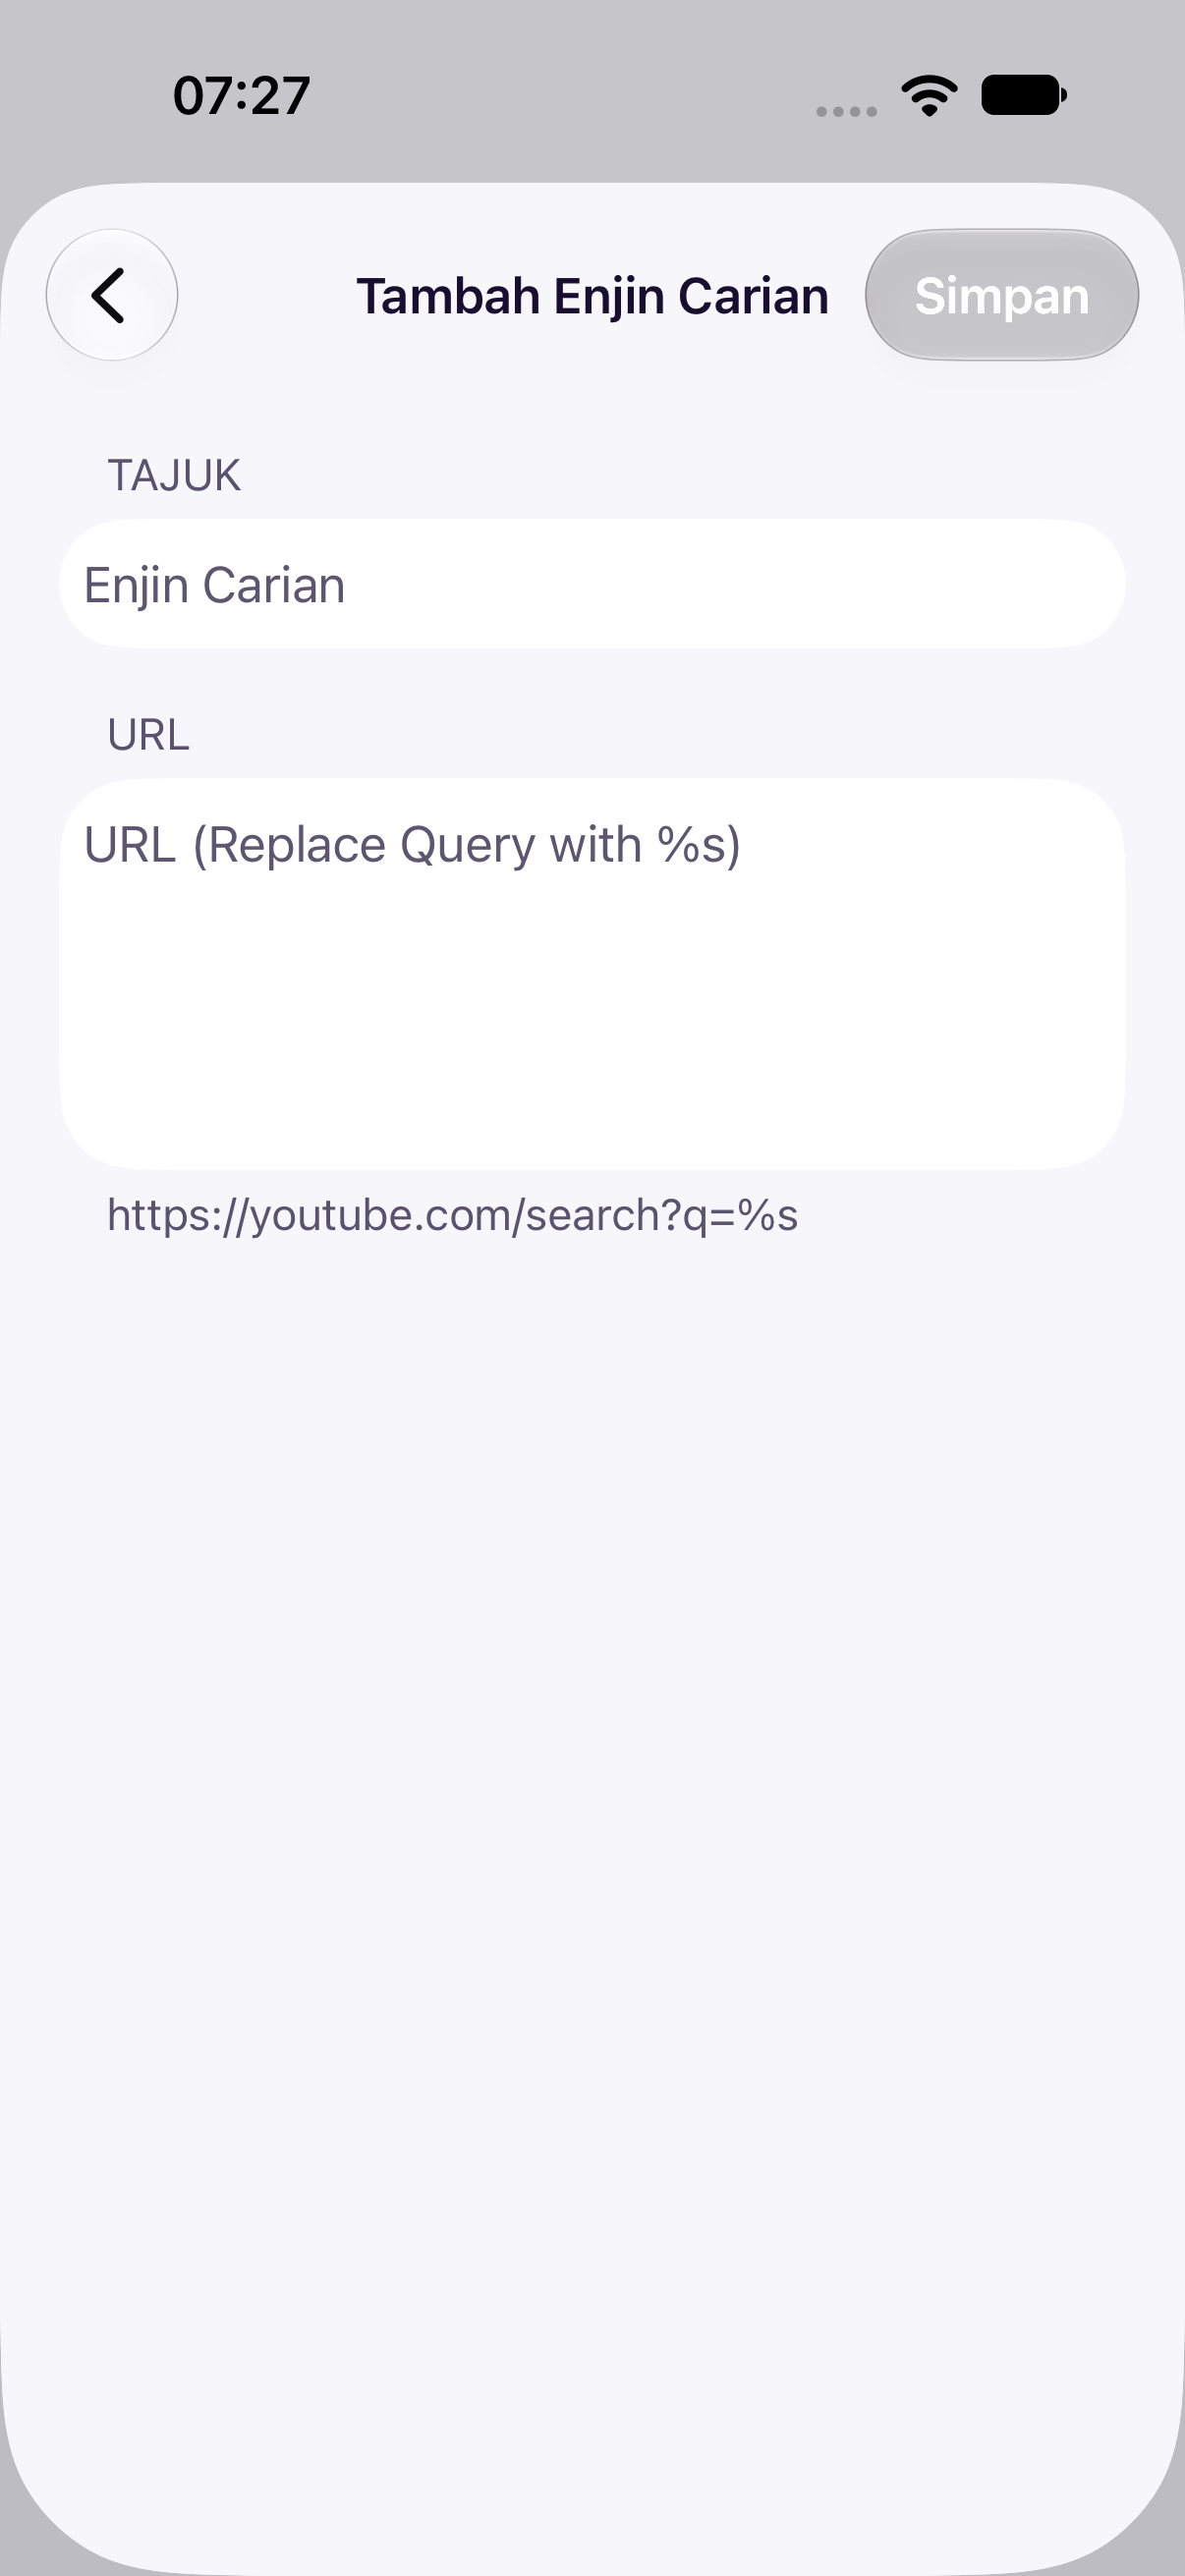 07:27
Tambah Enjin Carian
Simpan
TAJUK
Enjin Carian
URL
URL (Replace Query with %s)
https://youtube.com/search?q=%s